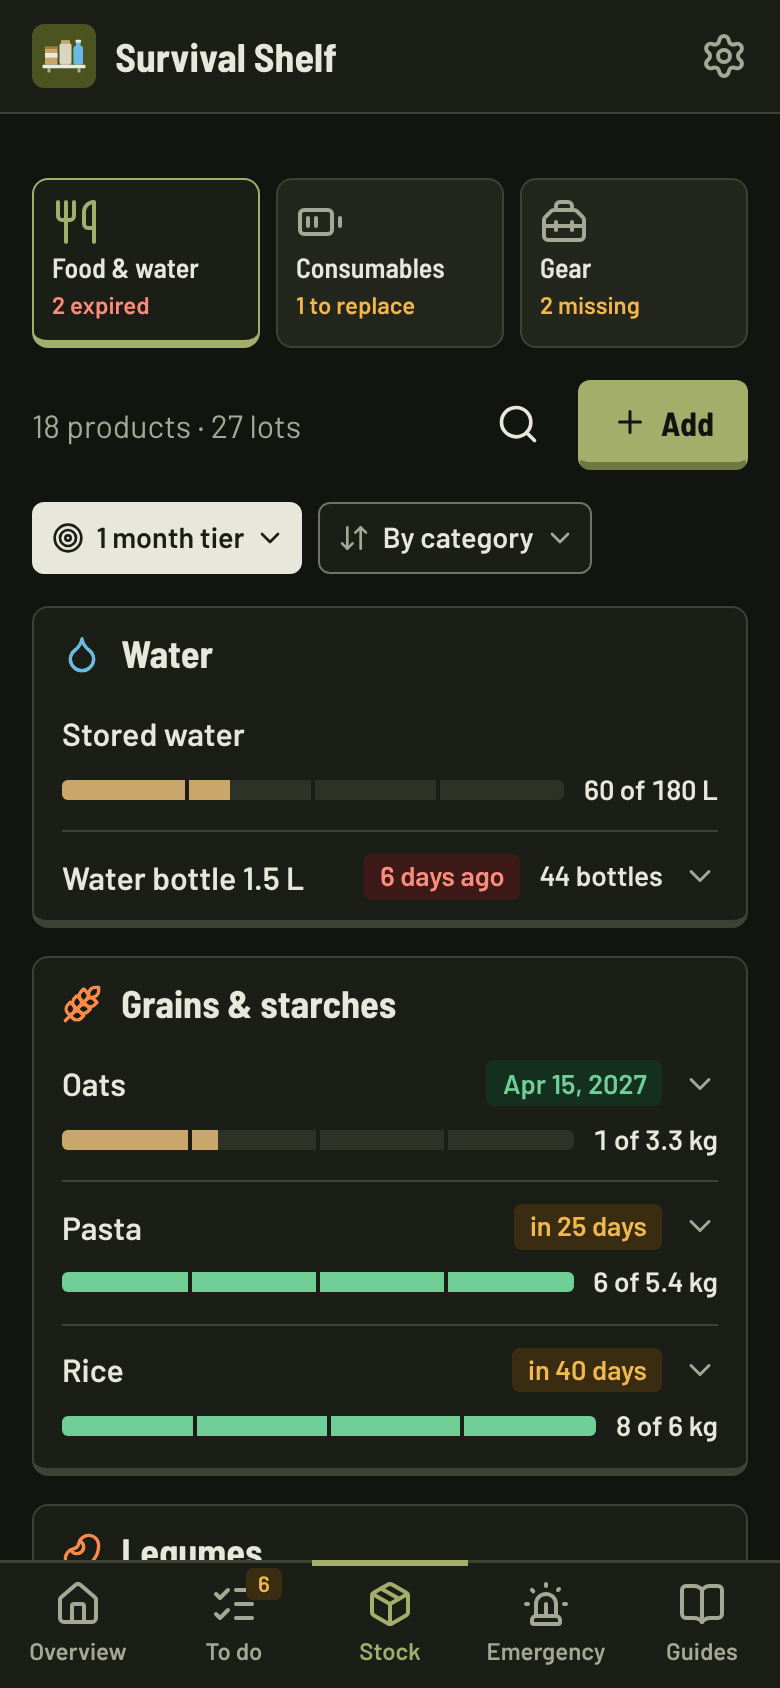 Survival Shelf
Food & water
2 expired
Consumables
1 to replace
Gear
2 missing
18 products · 27 lots
Add
1 month tier
By category
Water
Stored water
60 of 180 L
Water bottle 1.5 L
6 days ago
44 bottles
Grains & starches
Oats
Apr 15, 2027
1 of 3.3 kg
Pasta
in 25 days
6 of 5.4 kg
Rice
in 40 days
8 of 6 kg
Legumes
6
Overview
To do
Stock
Emergency
Guides